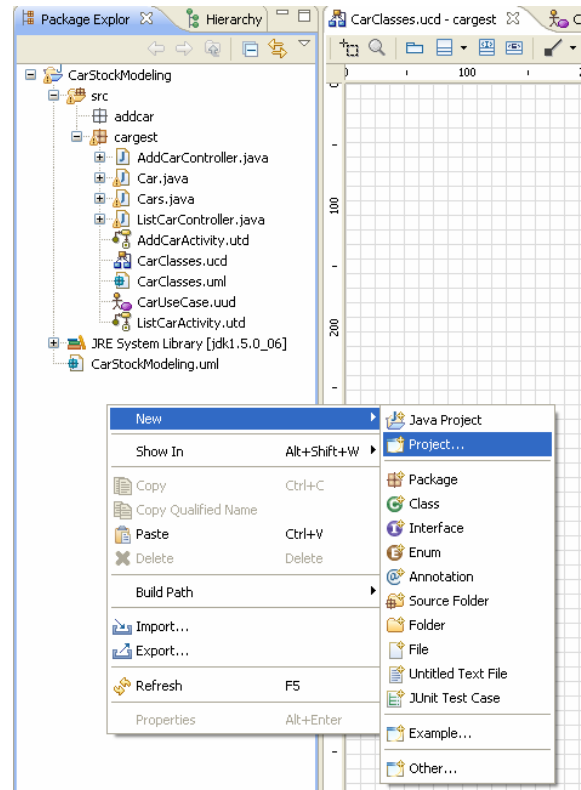 Package Explor
Hierarchy
CarClasses.ucd - cargest
C
100
CarStockModeling
src
addcar
cargest
AddCarController.java
Car.java
Cars.java
ListCarController.java
AddCarActivity.utd
CarClasses.ucd
CarClasses.uml
CarUseCase.uud
ListCarActivity.utd
JRE System Library [jdk1.5.0_06]
CarStockModeling.uml
100
200
New
Show In Alt+Shift+W
Copy Ctrl+C
Copy Qualified Name
Paste Ctrl+V
Delete Delete
Build Path
Import...
Export...
Refresh F5
Properties Alt+Enter
Java Project
Project...
Package
Class
Interface
Enum
Annotation
Source Folder
Folder
File
Untitled Text File
JUnit Test Case
Example...
Other...